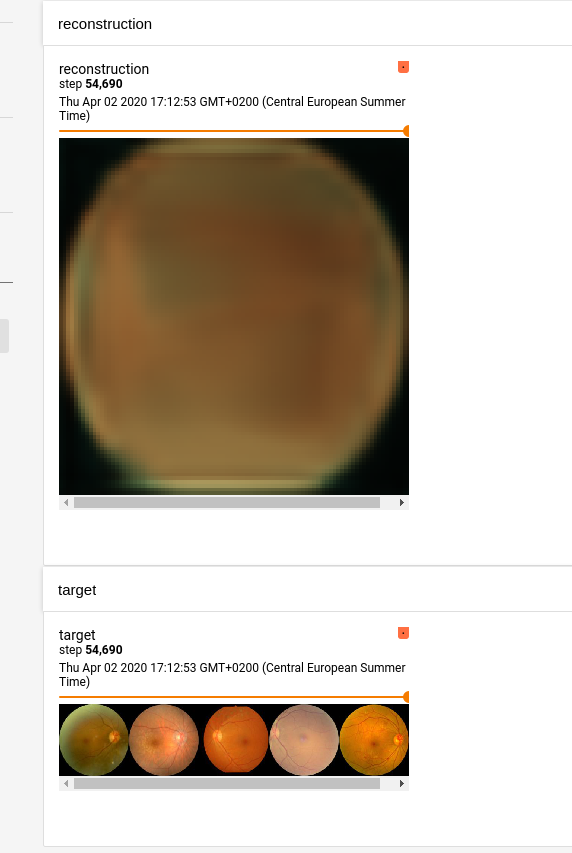 reconstruction
reconstruction
step 54,690
Thu Apr 02 2020 17:12:53 GMT+0200 (Central European Summer
Time)
target
target
step 54,690
Thu Apr 02 2020 17:12:53 GMT+0200 (Central European Summer
Time)